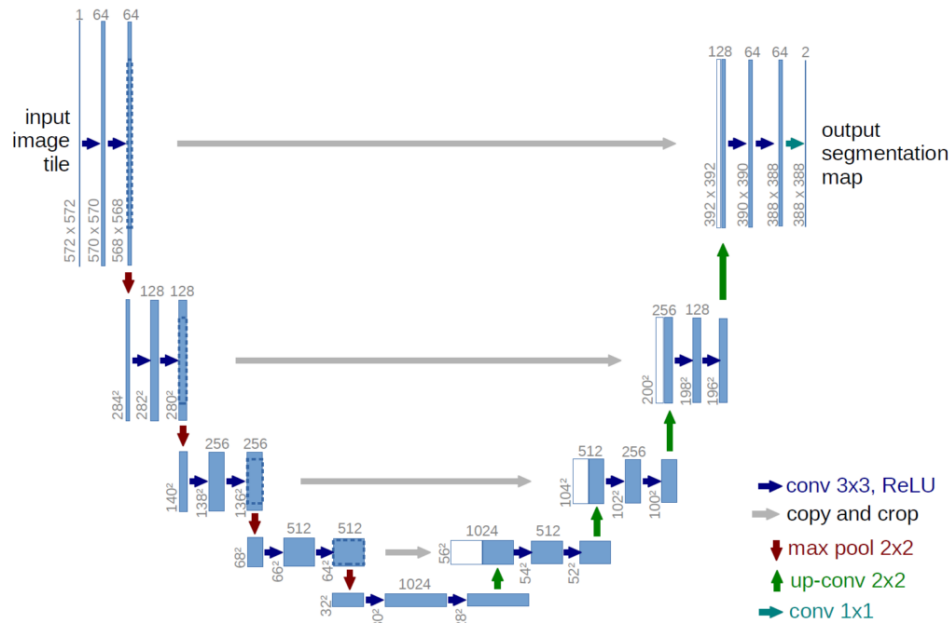 1 64 64
128 64 64 2
input
image
tile
output
segmentation
map
572 x 572
570 x 570
568 x 568
392 x 392
390 x 390
388 x 388
388 x 388
128 128
256 128
284²
282²
280²
200²
198²
196²
256 256
512 256
140²
138²
136²
104²
102²
100²
512 512
1024 512
68²
66²
64²
56²
54²
52²
1024
32²
conv 3x3, ReLU
copy and crop
max pool 2x2
up-conv 2x2
conv 1x1